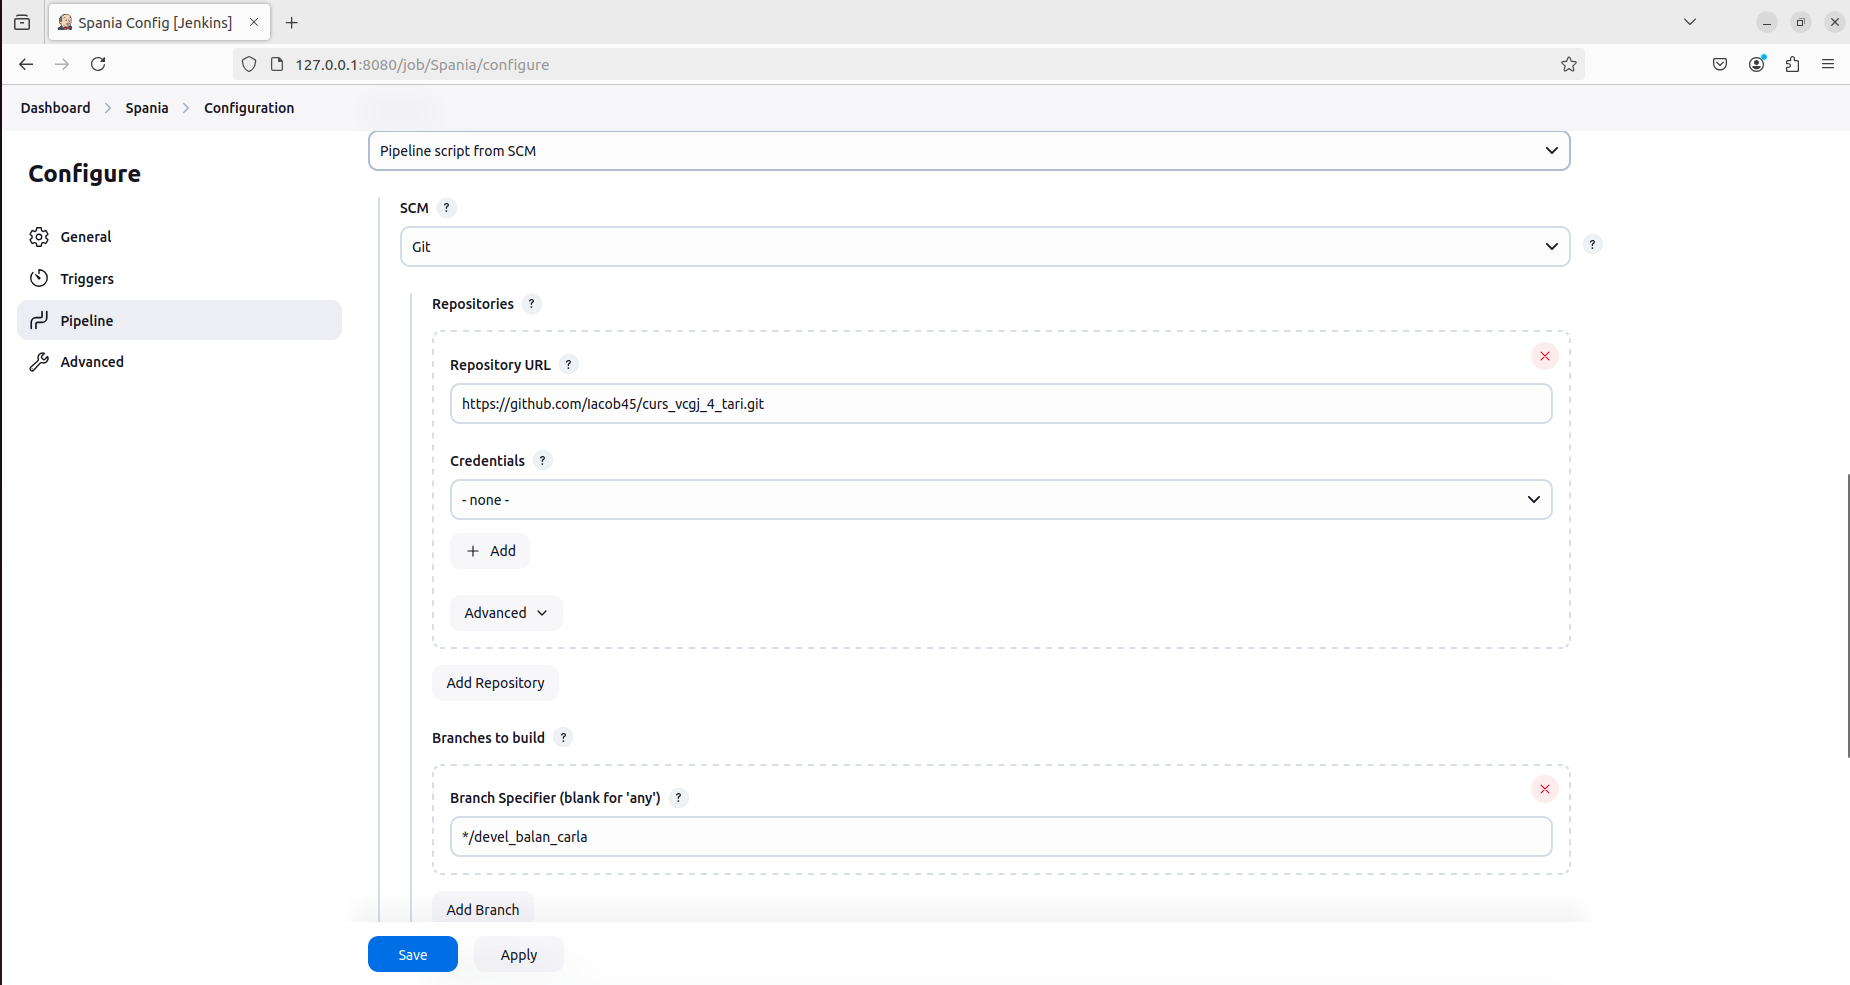 Spania Config [Jenkins]
127.0.0.1:8080/job/Spania/configure
Dashboard Spania Configuration
Configure
General
Triggers
Pipeline
Advanced
Pipeline script from SCM
SCM ?
Git
?
Repositories ?
Repository URL ?
https://github.com/Iacob45/curs_vcgj_4_tari.git
Credentials ?
- none -
+ Add
Advanced
Add Repository
Branches to build ?
Branch Specifier (blank for 'any') ?
*/devel_balan_carla
Add Branch
Save Apply